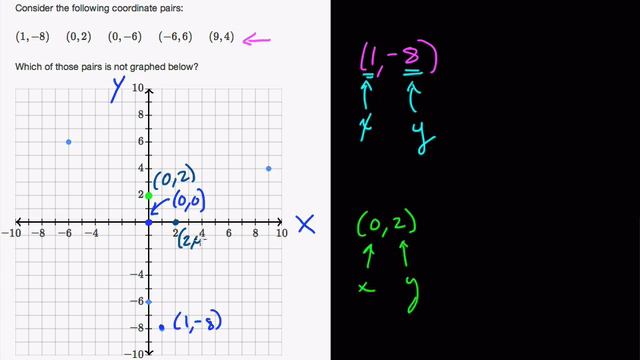 Consider the following coordinate pairs:
(1,−8) (0,2) (0,−6) (−6,6) (9,4)
Which of those pairs is not graphed below?
y
10
8
6
4
2
−10 −8 −6 −4 2 4 6 8 10
−4
−6
−8
−10
x
(0,2)
(0,0)
(2,
(1,-8)
(1,-8)
x y
(0,2)
x y